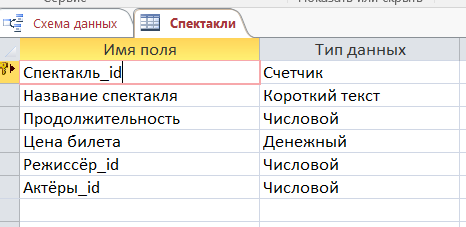 Схема данных Спектакли
Имя поля Тип данных
Спектакль_id Счетчик
Название спектакля Короткий текст
Продолжительность Числовой
Цена билета Денежный
Режиссёр_id Числовой
Актёры_id Числовой